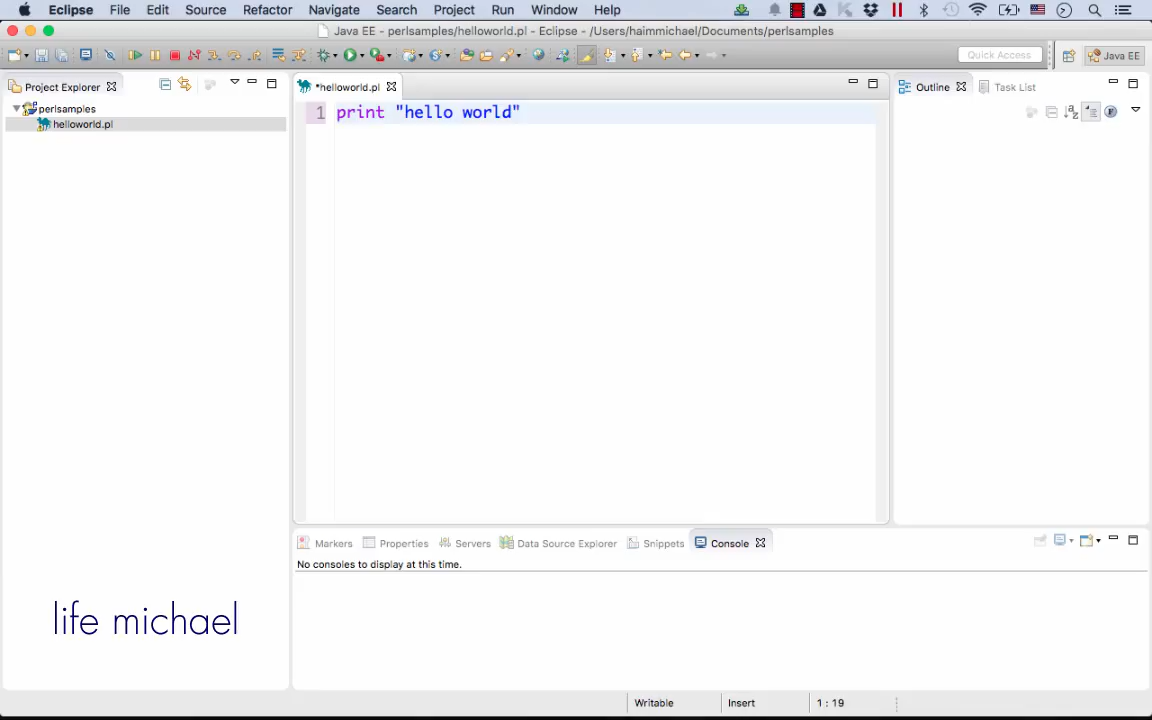 Eclipse File Edit Source Refactor Navigate Search Project Run Window Help
Java EE - perlsamples/helloworld.pl - Eclipse - /Users/haimmichael/Documents/perlsamples
Quick Access Java EE
Project Explorer
perlsamples
helloworld.pl
*helloworld.pl
1 print "hello world"
Outline Task List
Markers Properties Servers Data Source Explorer Snippets Console
No consoles to display at this time.
life michael
Writable Insert 1 : 19